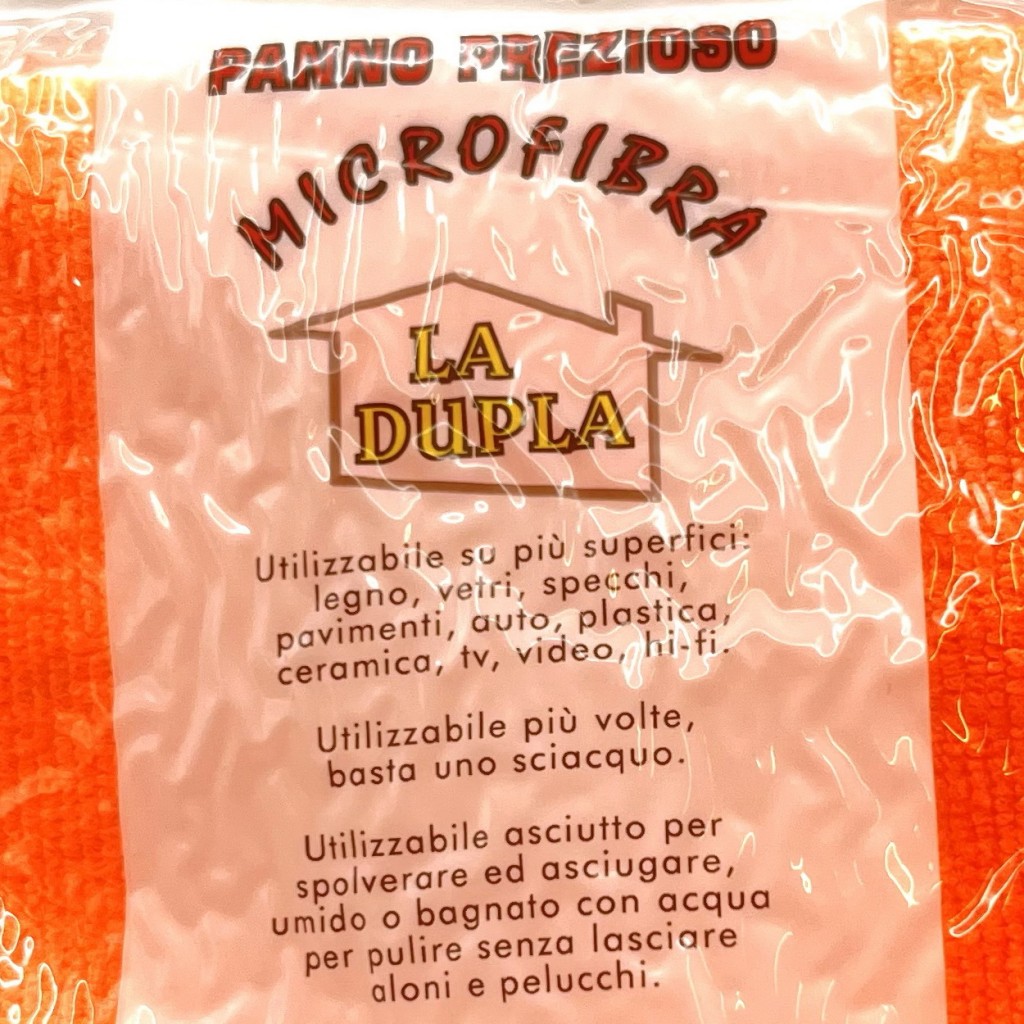 PANNO PREZIOSO
MICROFIBRA
LA
DUPLA
Utilizzabile su più superfici:
legno, vetri, specchi,
pavimenti, auto, plastica,
ceramica, tv, video, hi-fi.
Utilizzabile più volte,
basta uno sciacquo.
Utilizzabile asciutto per
spolverare ed asciugare,
umido o bagnato con acqua
per pulire senza lasciare
aloni e pelucchi.